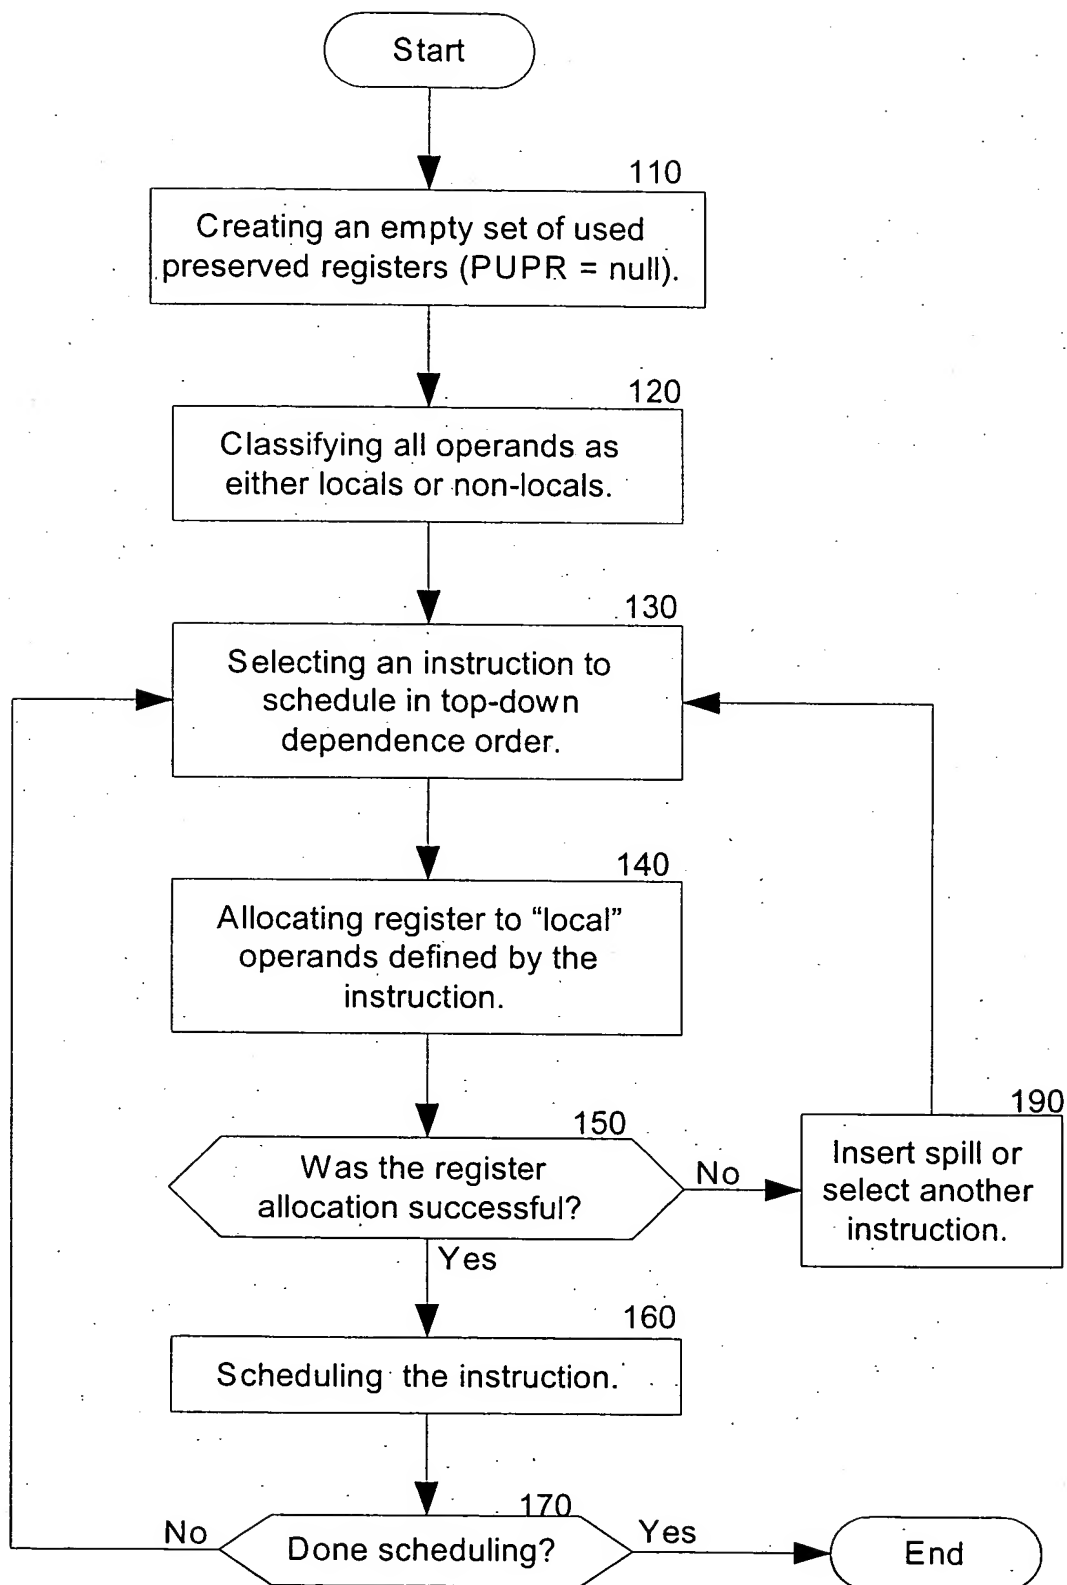 Start
110
Creating an empty set of used
preserved registers (PUPR = null).
120
Classifying all operands as
either locals or non-locals.
130
Selecting an instruction to
schedule in top-down
dependence order.
140
Allocating register to “local”
operands defined by the
instruction.
150
Was the register
allocation successful?
No
190
Insert spill or
select another
instruction.
Yes
160
Scheduling the instruction.
170
No
Done scheduling?
Yes
End